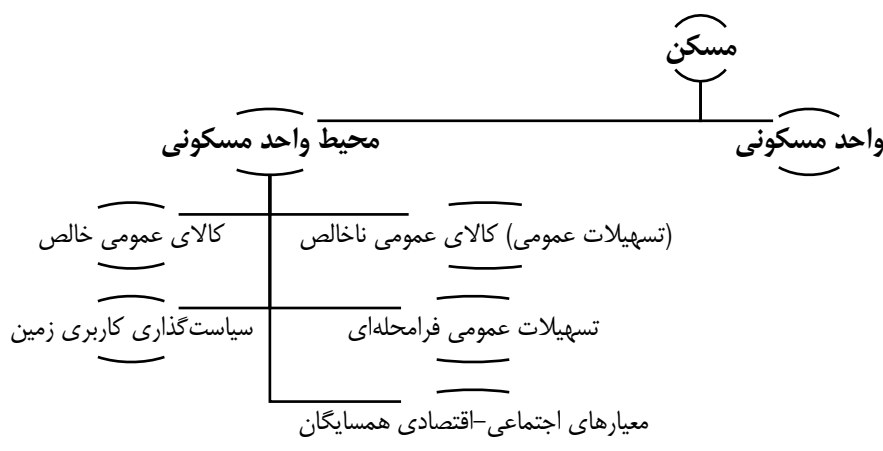 مسکن
واحد مسکونی
محیط واحد مسکونی
(تسهیلات عمومی) کالای عمومی ناخالص
کالای عمومی خالص
تسهیلات عمومی فرامحله‌ای
سیاست‌گذاری کاربری زمین
معیارهای اجتماعی-اقتصادی همسایگان